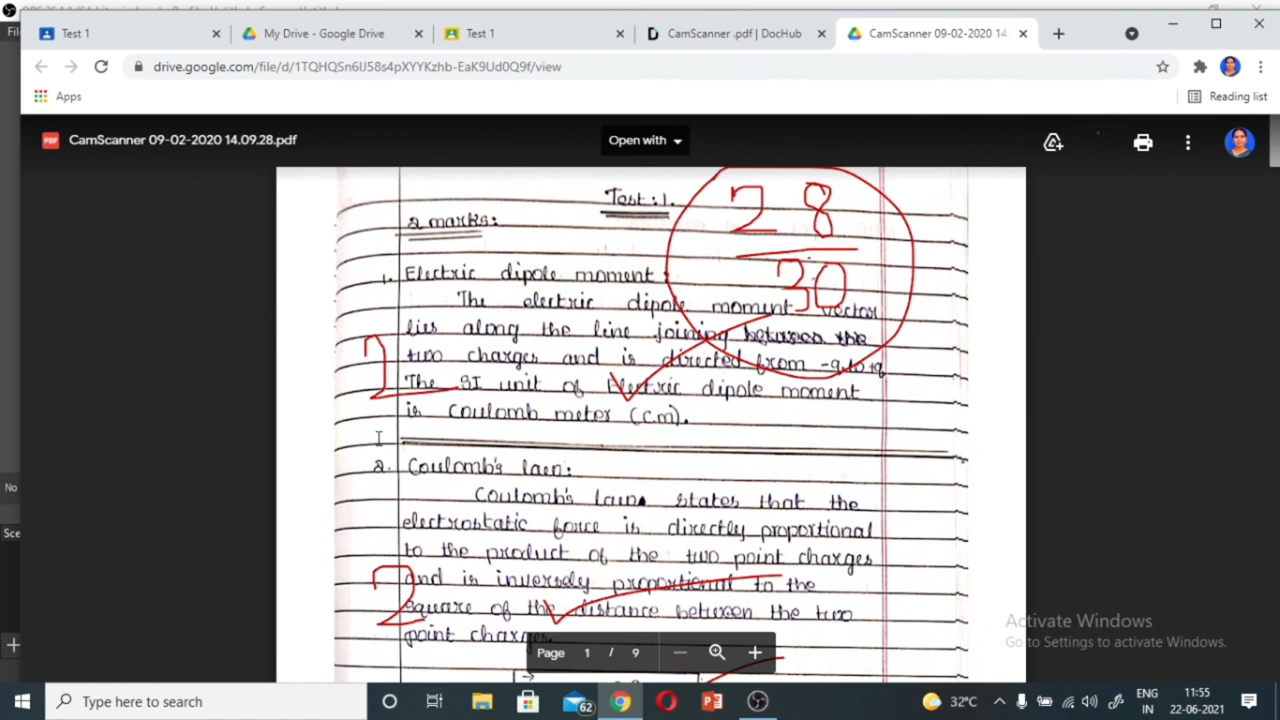 Test 1
My Drive - Google Drive
Test 1
CamScanner .pdf | DocHub
CamScanner 09-02-2020 14.
drive.google.com/file/d/1TQHQSn6IJ58s4pXYYKzhb-EaK9Ud0Q9f/view
Apps
Reading list
PDF
CamScanner 09-02-2020 14.09.28.pdf
Open with
Test : 1.
28
30
2 marks:
1. Electric dipole moment :
The electric dipole moment vector
lies along the line joining between the
two charges and is directed from -q to +q
2
The SI unit of Electric dipole moment
is Coulomb meter (C.m).
2. Coulomb's law:
Coulomb's law states that the
electrostatic force is directly proportional
to the product of the two point charges
and is inversely proportional to the
2
square of the distance between the two
point charges.
Page 1 / 9
Activate Windows
Go to Settings to activate Windows.
No
Sce
Type here to search
62
32°C
ENG
IN
11:55
22-06-2021